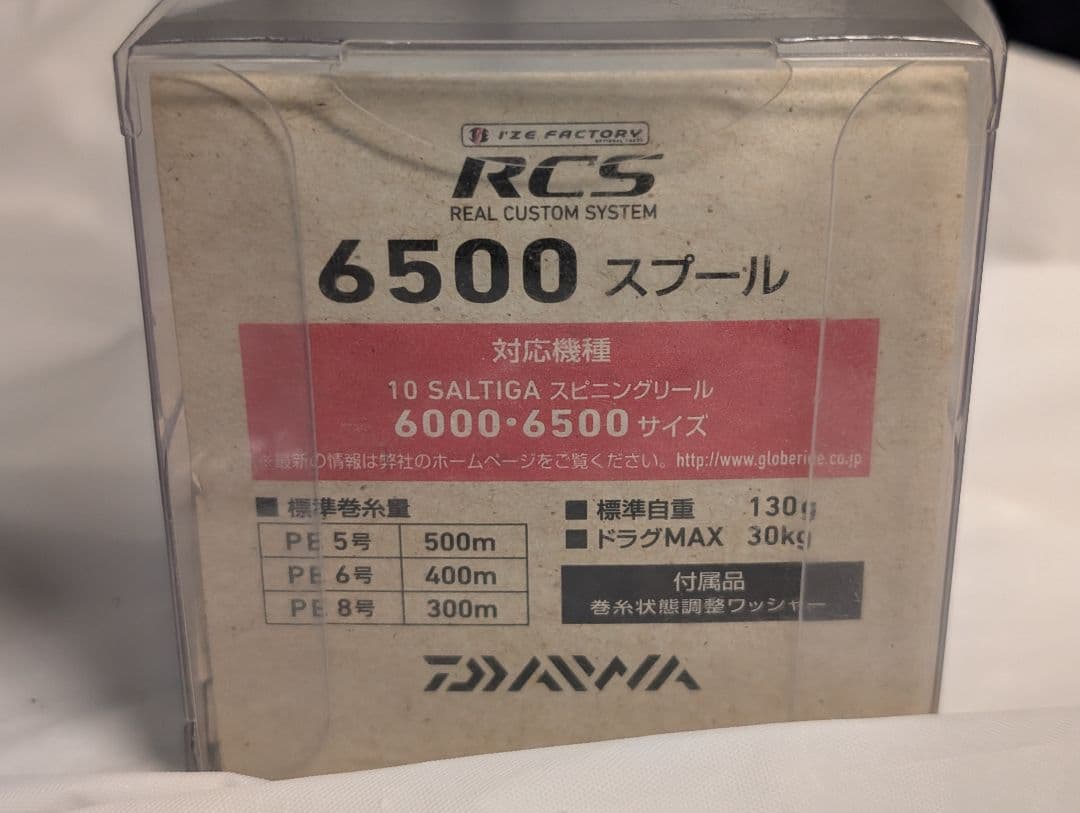 I'ZE FACTORY
RCS
REAL CUSTOM SYSTEM
6500 スプール
対応機種
10 SALTIGA スピニングリール
6000・6500サイズ
※最新の情報は弊社のホームページをご覧ください。http://www.globeride.co.jp
■ 標準巻糸量
PE 5号 500m
PE 6号 400m
PE 8号 300m
■ 標準自重 130g
■ ドラグMAX 30kg
付属品
巻糸状態調整ワッシャー
DAIWA